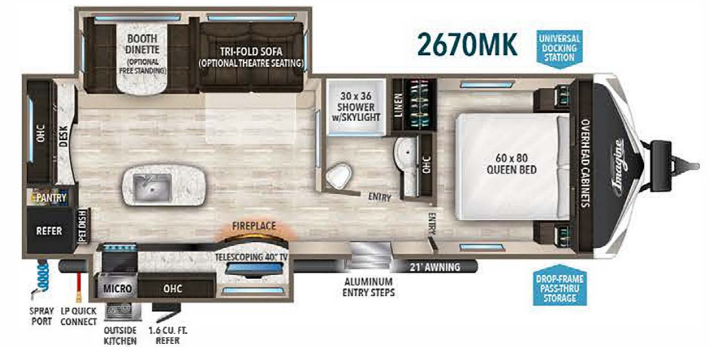 2670MK
UNIVERSAL
DOCKING
STATION
BOOTH
DINETTE
(OPTIONAL
FREE STANDING)
TRI-FOLD SOFA
(OPTIONAL THEATRE SEATING)
30 x 36
SHOWER
w/SKYLIGHT
LINEN
OHC
DESK
60 x 80
QUEEN BED
OVERHEAD CABINETS
Imagine
OHC
ENTRY
PANTRY
REFER
PET DISH
FIREPLACE
ENTRY
TELESCOPING 40" TV
MICRO
OHC
ALUMINUM
ENTRY STEPS
21' AWNING
DROP-FRAME
PASS-THRU
STORAGE
SPRAY
PORT
LP QUICK
CONNECT
OUTSIDE
KITCHEN
1.6 CU. FT.
REFER